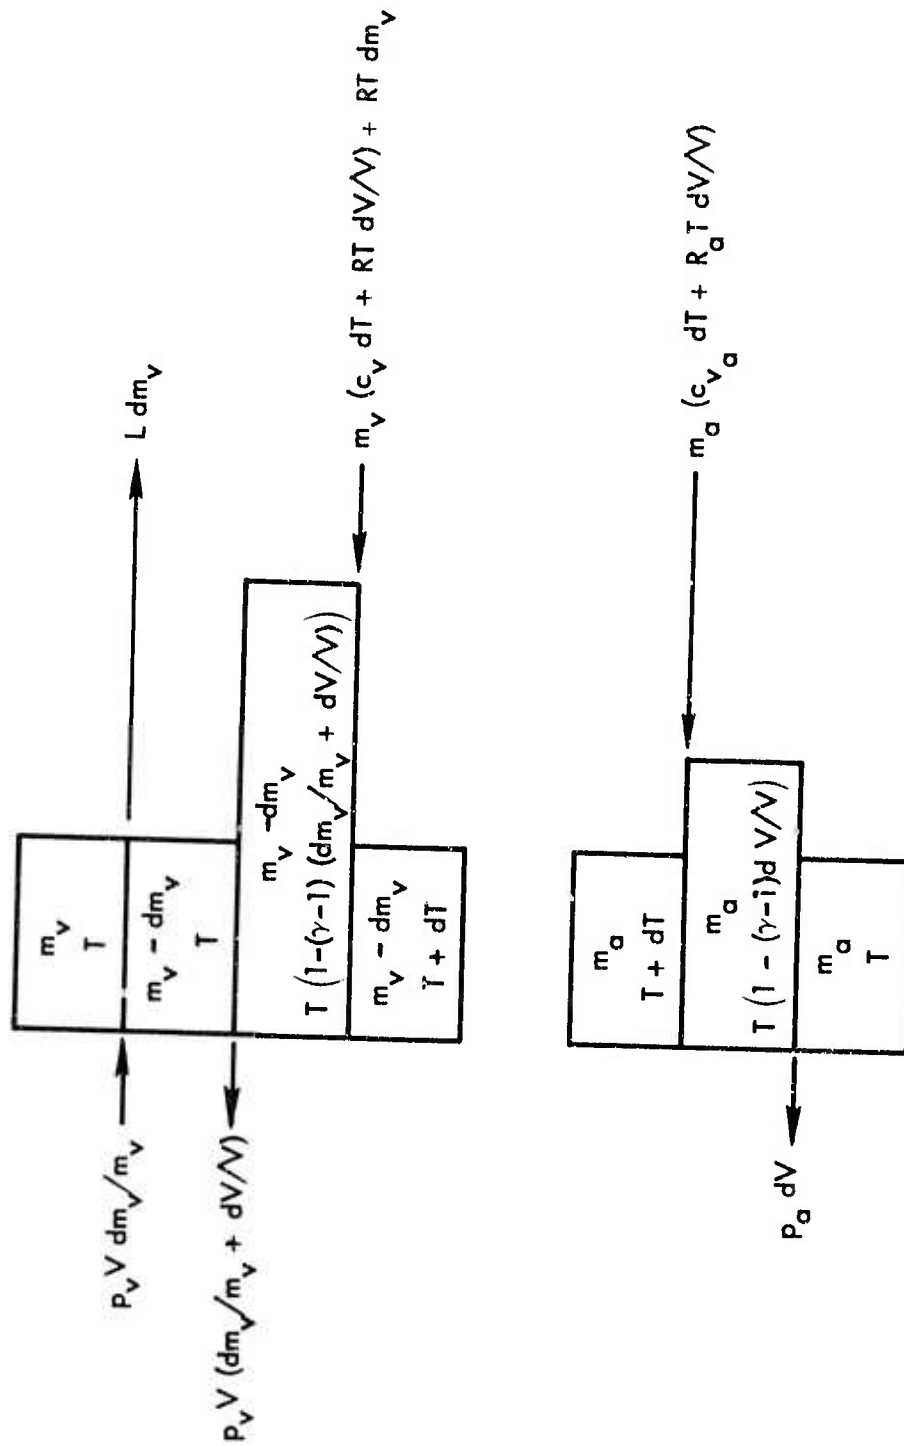 P_v V dm_v/m_v
L dm_v
m_v
T
m_v - dm_v
T
P_v V (dm_v/m_v + dV/V)
m_v - dm_v
T (1-(γ-1) (dm_v/m_v + dV/V))
m_v (c_v dT + RT dV/V) + RT dm_v
m_v - dm_v
T + dT
m_a
T + dT
m_a (c_{v_a} dT + R_a T dV/V)
m_a
T (1 - (γ-1)d V/V)
P_a dV
m_a
T